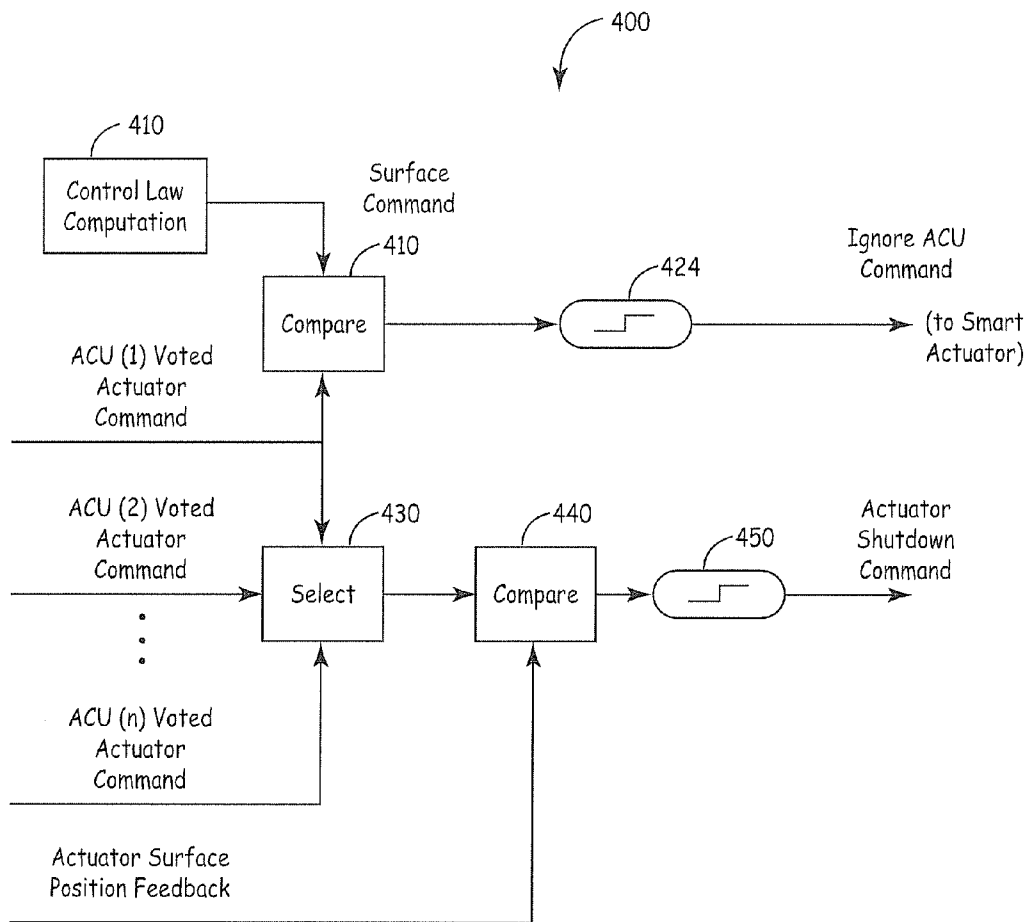 400
410
Control Law
Computation
Surface
Command
410
Compare
424
Ignore ACU
Command
(to Smart
Actuator)
ACU (1) Voted
Actuator
Command
ACU (2) Voted
Actuator
Command
430
Select
440
Compare
450
Actuator
Shutdown
Command
ACU (n) Voted
Actuator
Command
Actuator Surface
Position Feedback